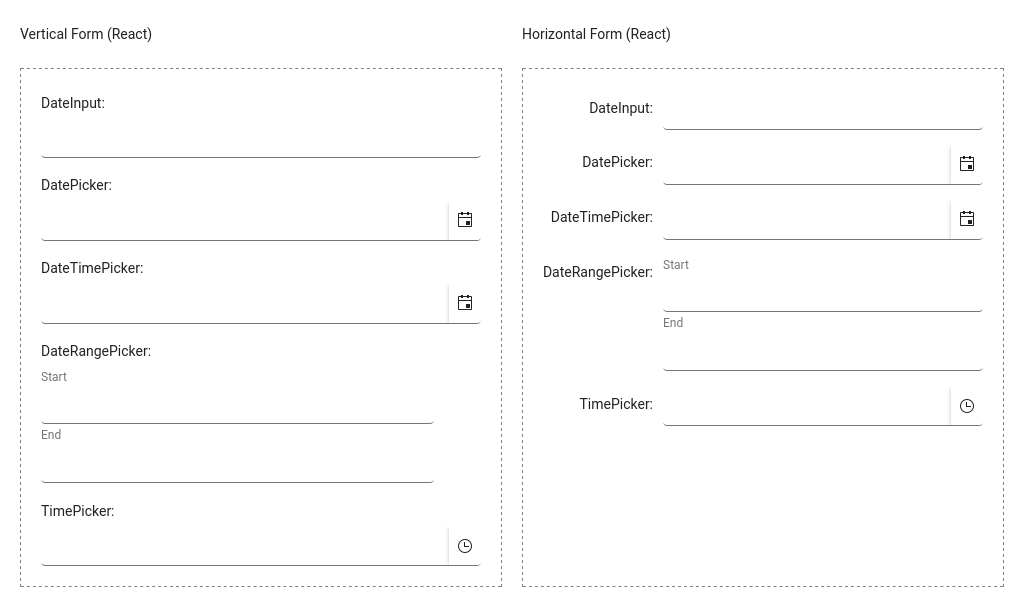 Vertical Form (React)
DateInput:
DatePicker:
DateTimePicker:
DateRangePicker:
Start
End
TimePicker:
Horizontal Form (React)
DateInput:
DatePicker:
DateTimePicker:
DateRangePicker:
Start
End
TimePicker: